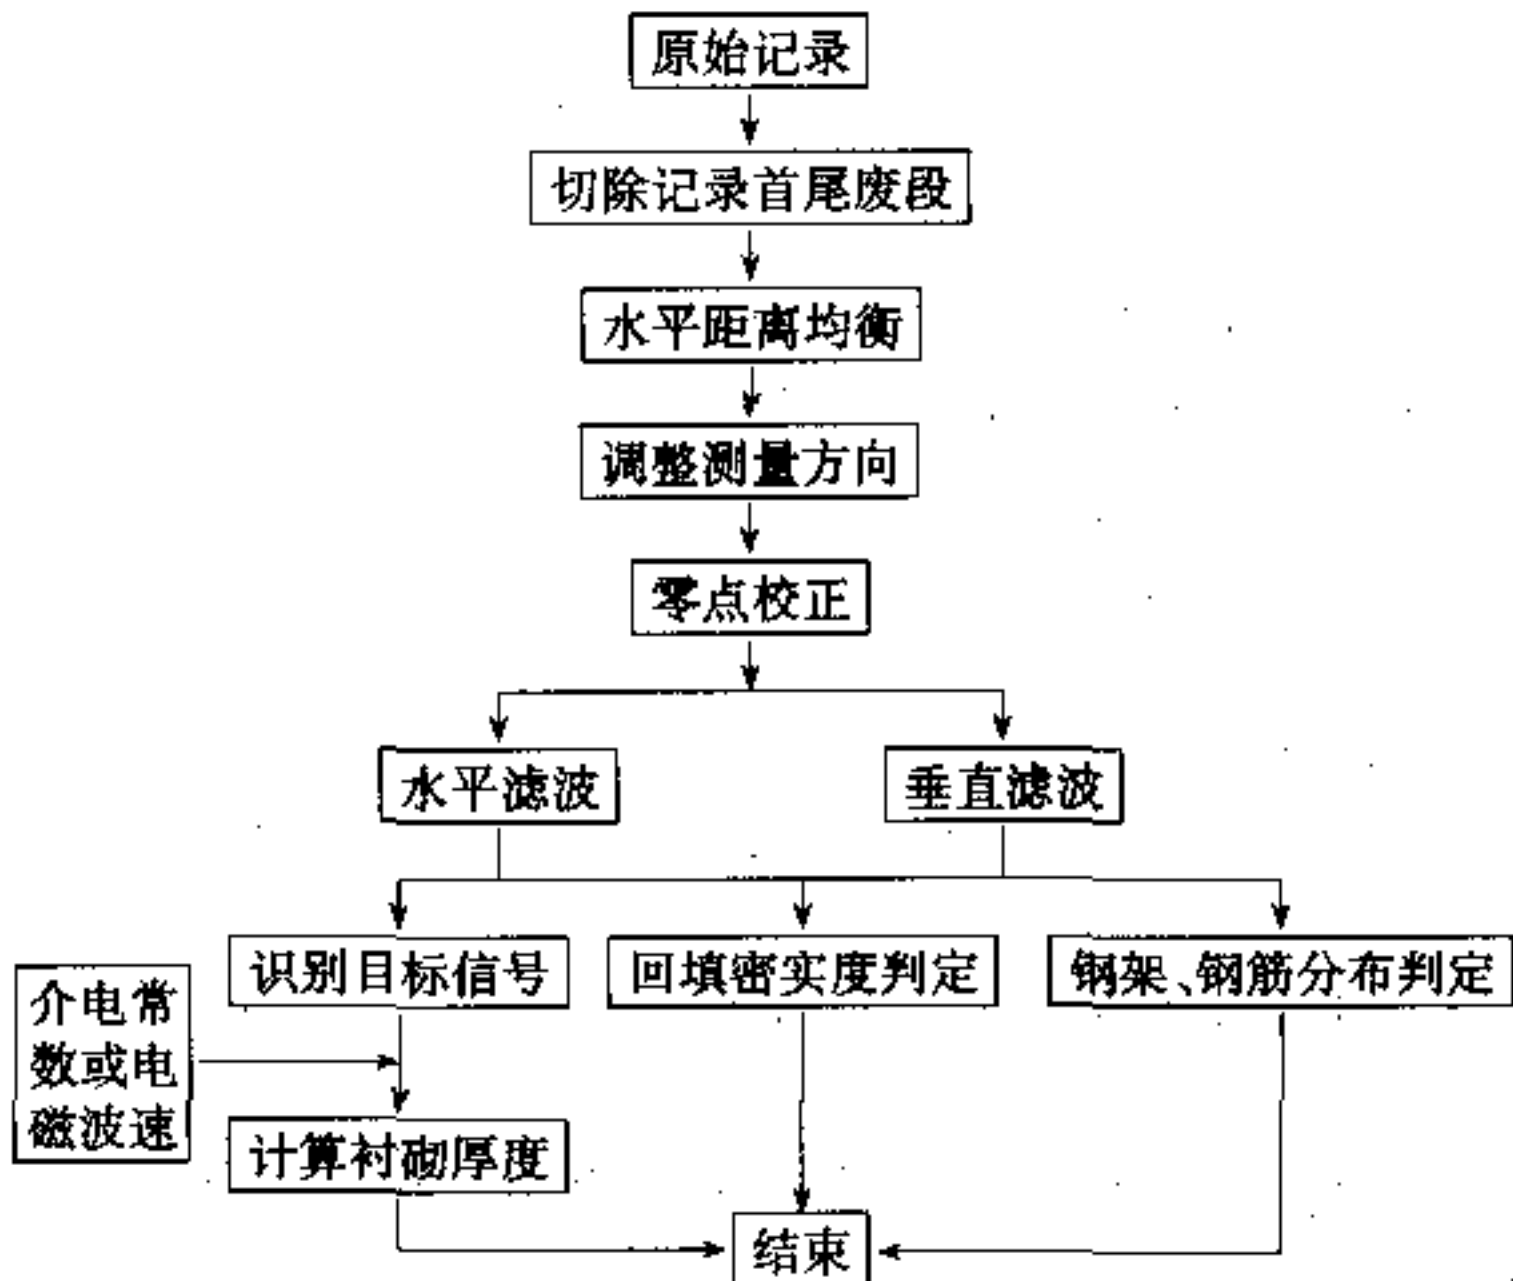 原始记录
切除记录首尾废段
水平距离均衡
调整测量方向
零点校正
水平滤波
垂直滤波
识别目标信号
回填密实度判定
钢架、钢筋分布判定
介电常
数或电
磁波速
计算衬砌厚度
结束